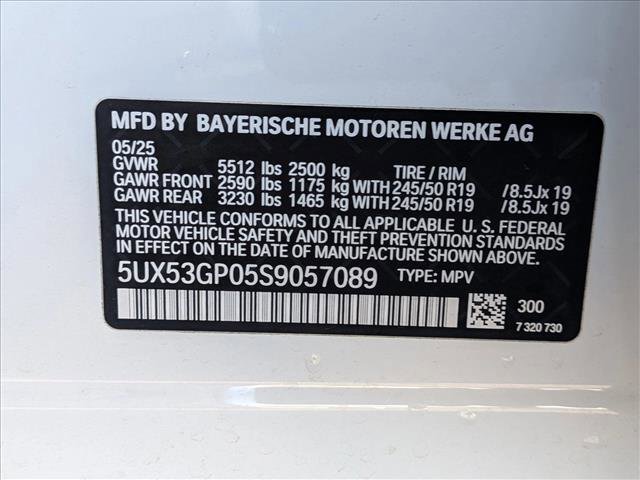 MFD BY BAYERISCHE MOTOREN WERKE AG
05/25
GVWR 5512 lbs 2500 kg TIRE / RIM
GAWR FRONT 2590 lbs 1175 kg WITH 245/50 R19 /8.5Jx 19
GAWR REAR 3230 lbs 1465 kg WITH 245/50 R19 /8.5Jx 19
THIS VEHICLE CONFORMS TO ALL APPLICABLE U. S. FEDERAL
MOTOR VEHICLE SAFETY AND THEFT PREVENTION STANDARDS
IN EFFECT ON THE DATE OF MANUFACTURE SHOWN ABOVE.
5UX53GP05S9057089 TYPE: MPV
300
7 320 730